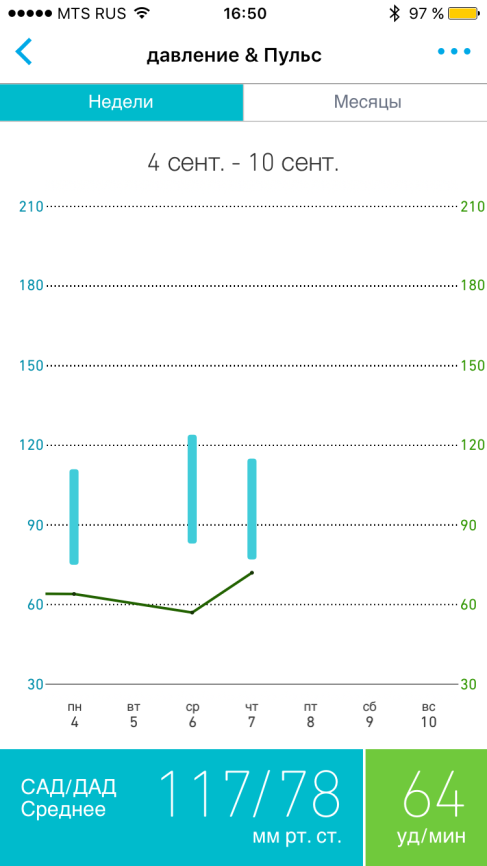 MTS RUS 16:50 97 %
давление & Пульс
Недели Месяцы
4 сент. - 10 сент.
210 210
180 180
150 150
120 120
90 90
60 60
30 30
пн вт ср чт пт сб вс
4 5 6 7 8 9 10
САД/ДАД 117/78 64
Среднее
мм рт. ст. уд/мин